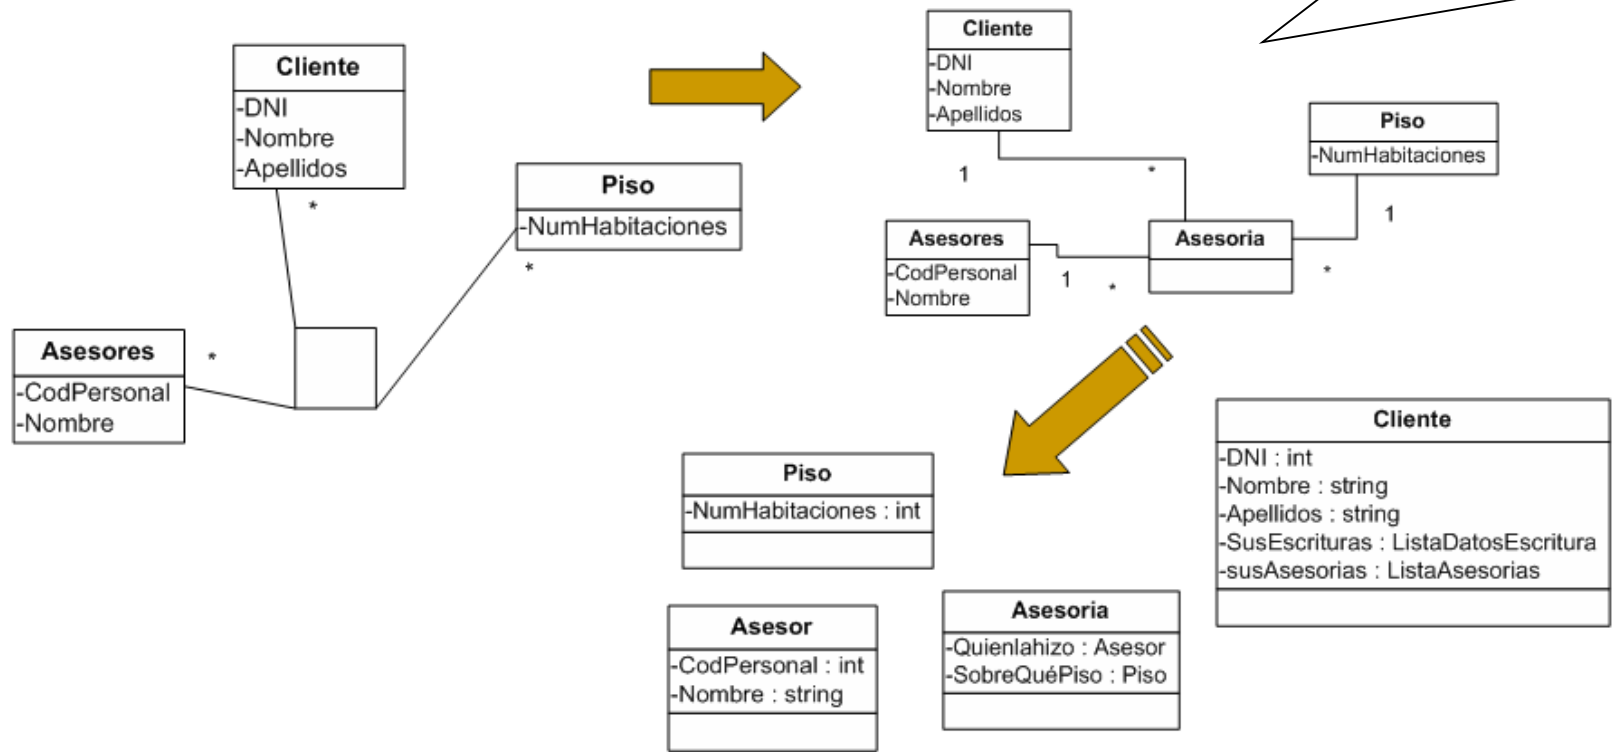 Cliente
-DNI
-Nombre
-Apellidos
*
Piso
-NumHabitaciones
*
Asesores
-CodPersonal
-Nombre
*
Cliente
-DNI
-Nombre
-Apellidos
1
*
Piso
-NumHabitaciones
1
*
Asesores
-CodPersonal
-Nombre
1
*
Asesoria
Piso
-NumHabitaciones : int
Cliente
-DNI : int
-Nombre : string
-Apellidos : string
-SusEscrituras : ListaDatosEscritura
-susAsesorias : ListaAsesorias
Asesor
-CodPersonal : int
-Nombre : string
Asesoria
-Quienlahizo : Asesor
-SobreQuéPiso : Piso